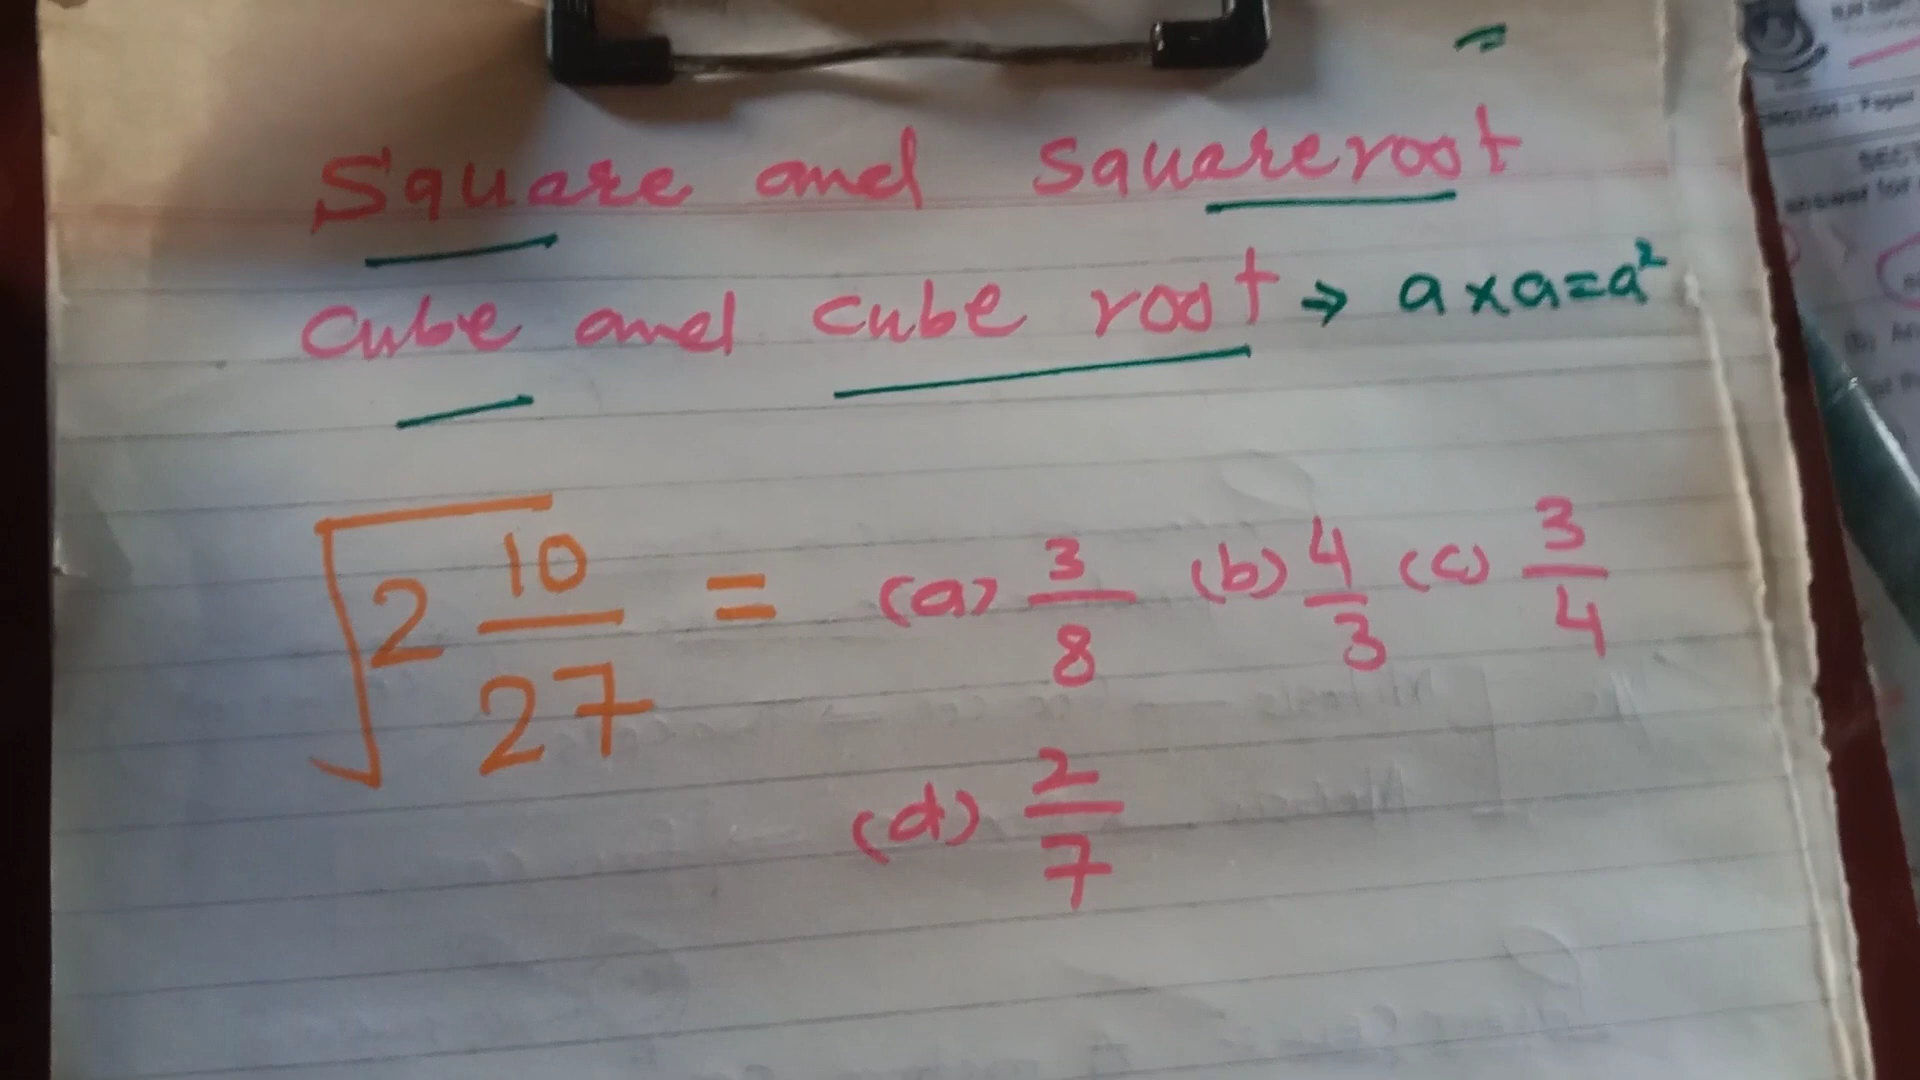 Square and Squareroot
Cube and cube root → a×a=a²
√2 10/27 = (a) 3/8 (b) 4/3 (c) 3/4
(d) 2/7